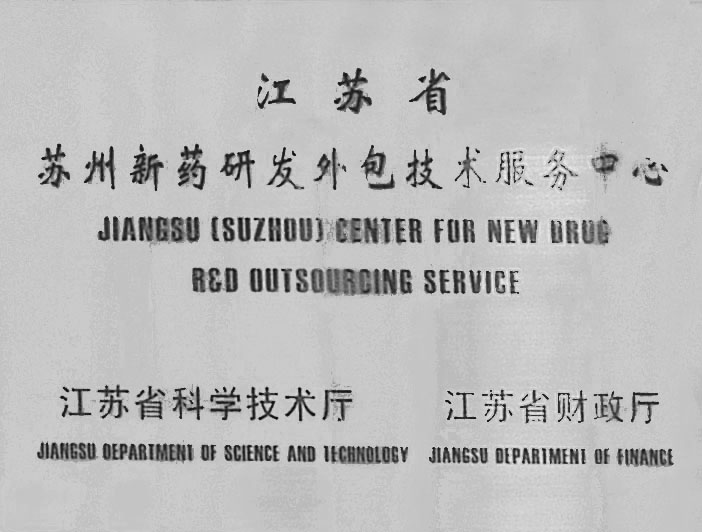 江苏省
苏州新药研发外包技术服务中心
JIANGSU (SUZHOU) CENTER FOR NEW DRUG
R&D OUTSOURCING SERVICE
江苏省科学技术厅 江苏省财政厅
JIANGSU DEPARTMENT OF SCIENCE AND TECHNOLOGY JIANGSU DEPARTMENT OF FINANCE